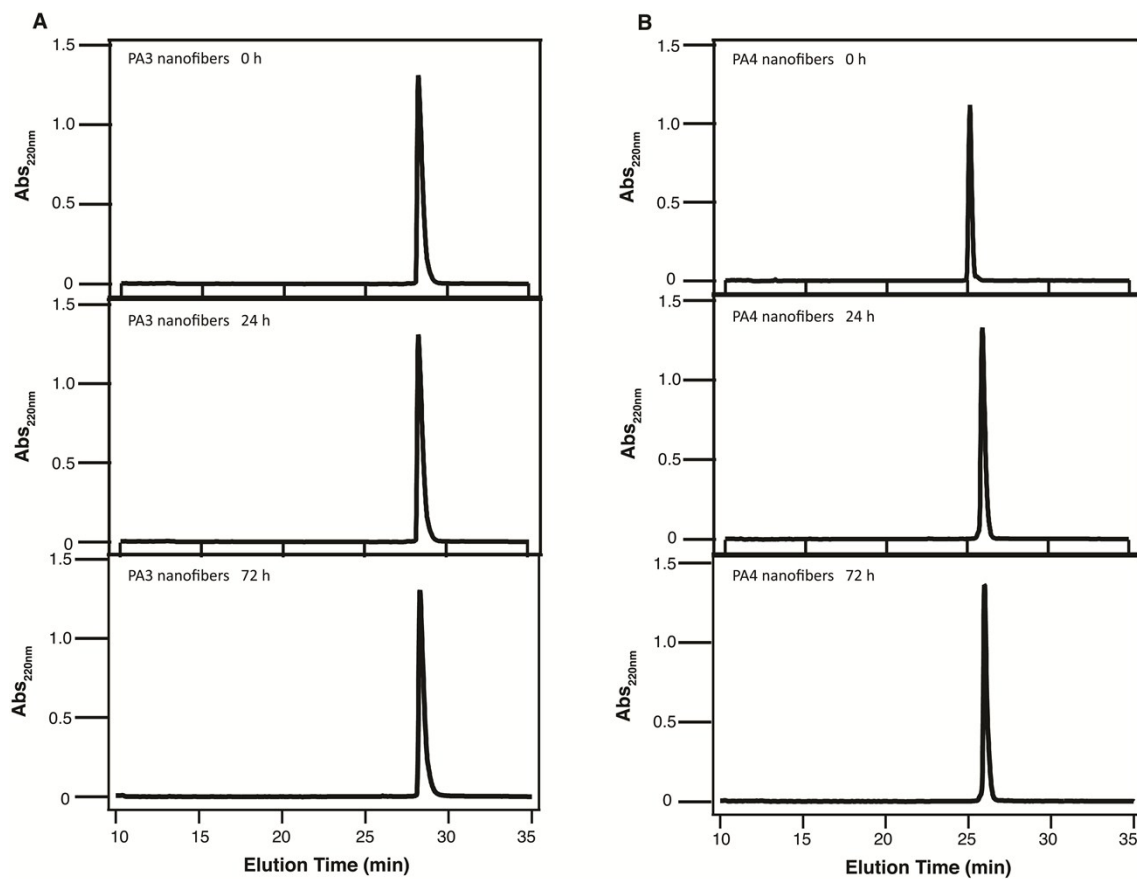 A
1.5
1.0
0.5
0
Abs220nm
PA3 nanofibers 0 h
1.5
1.0
0.5
0
Abs220nm
PA3 nanofibers 24 h
1.5
1.0
0.5
0
Abs220nm
PA3 nanofibers 72 h
10 15 20 25 30 35
Elution Time (min)
B
1.5
1.0
0.5
0
Abs220nm
PA4 nanofibers 0 h
1.5
1.0
0.5
0
Abs220nm
PA4 nanofibers 24 h
1.5
1.0
0.5
0
Abs220nm
PA4 nanofibers 72 h
10 15 20 25 30 35
Elution Time (min)